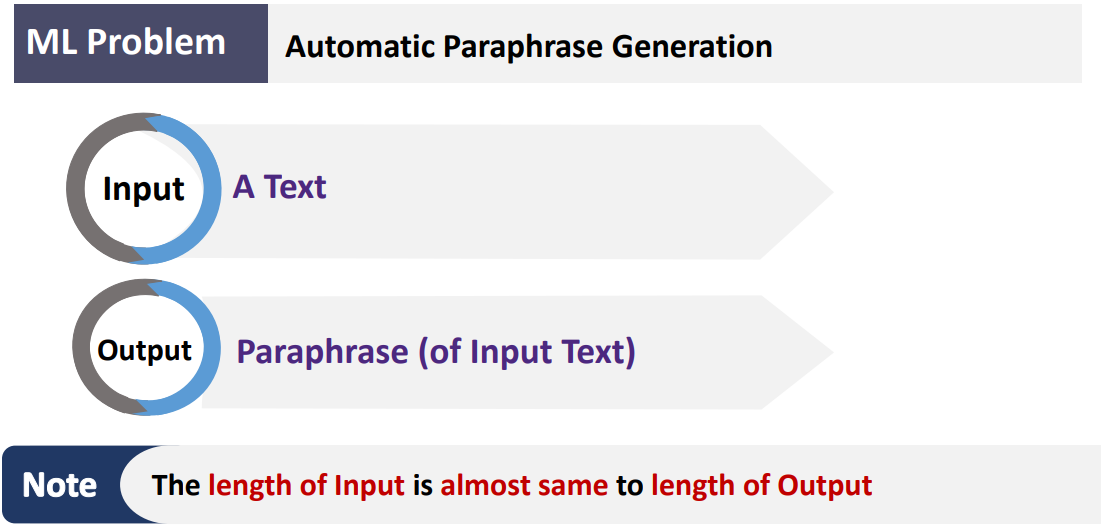 ML Problem
Automatic Paraphrase Generation
Input
A Text
Output
Paraphrase (of Input Text)
Note
The length of Input is almost same to length of Output